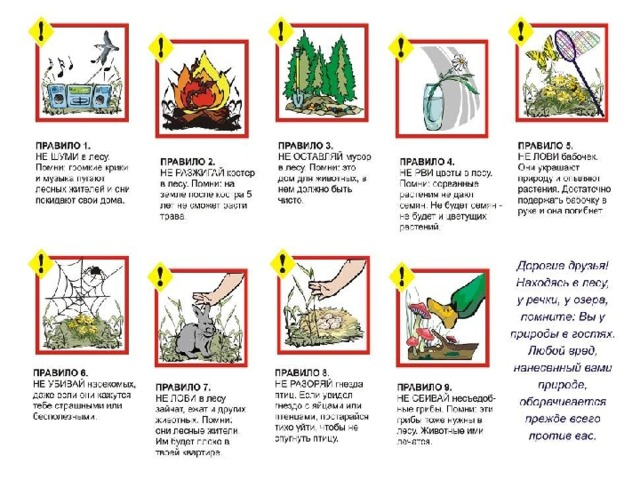 ПРАВИЛО 1.
НЕ ШУМИ в лесу.
Помни: громкие крики
и музыка пугают
лесных жителей и они
покидают свои дома.
ПРАВИЛО 2.
НЕ РАЗЖИГАЙ костер
в лесу. Помни: на
земле после костра 5
лет не сможет расти
трава.
ПРАВИЛО 3.
НЕ ОСТАВЛЯЙ мусор
в лесу. Помни: это
дом для животных, в
нем должно быть
чисто.
ПРАВИЛО 4.
НЕ РВИ цветы в лесу.
Помни: сорванные
растения не дают
семян. Не будет семян -
не будет и цветущих
растений.
ПРАВИЛО 5.
НЕ ЛОВИ бабочек.
Они украшают
природу и опыляют
растения. Достаточно
подержать бабочку в
руке и она погибнет.
ПРАВИЛО 6.
НЕ УБИВАЙ насекомых,
даже если они кажутся
тебе страшными или
бесполезными.
ПРАВИЛО 7.
НЕ ЛОВИ в лесу
зайчат, ежат и других
животных. Помни:
они лесные жители.
Им будет плохо в
твоей квартире.
ПРАВИЛО 8.
НЕ РАЗОРЯЙ гнезда
птиц. Если увидел
гнездо с яйцами или
птенцами, постарайся
тихо уйти, чтобы не
спугнуть птицу.
ПРАВИЛО 9.
НЕ СБИВАЙ несъедоб-
ные грибы. Помни: эти
грибы тоже нужны в
лесу. Животные ими
лечатся.
Дорогие друзья!
Находясь в лесу,
у речки, у озера,
помните: Вы у
природы в гостях.
Любой вред,
нанесенный вами
природе,
оборачивается
прежде всего
против вас.